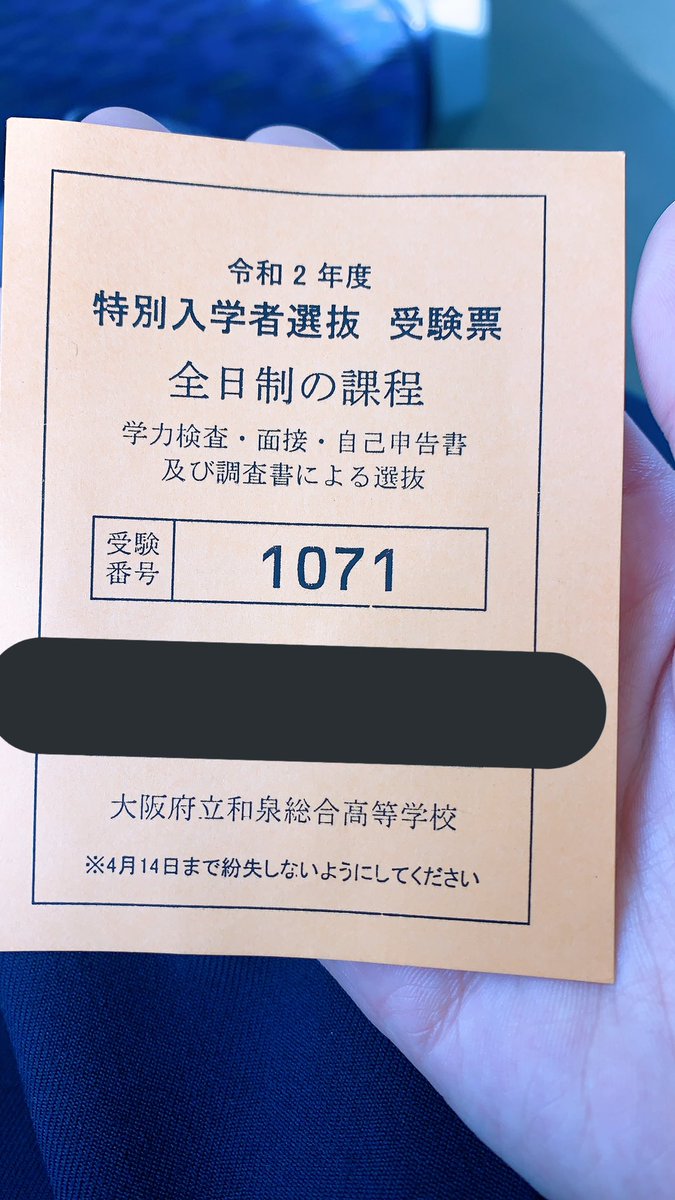 令和2年度
特別入学者選抜 受験票
全日制の課程
学力検査・面接・自己申告書
及び調査書による選抜
受験
番号
1071
大阪府立和泉総合高等学校
※4月14日まで紛失しないようにしてください